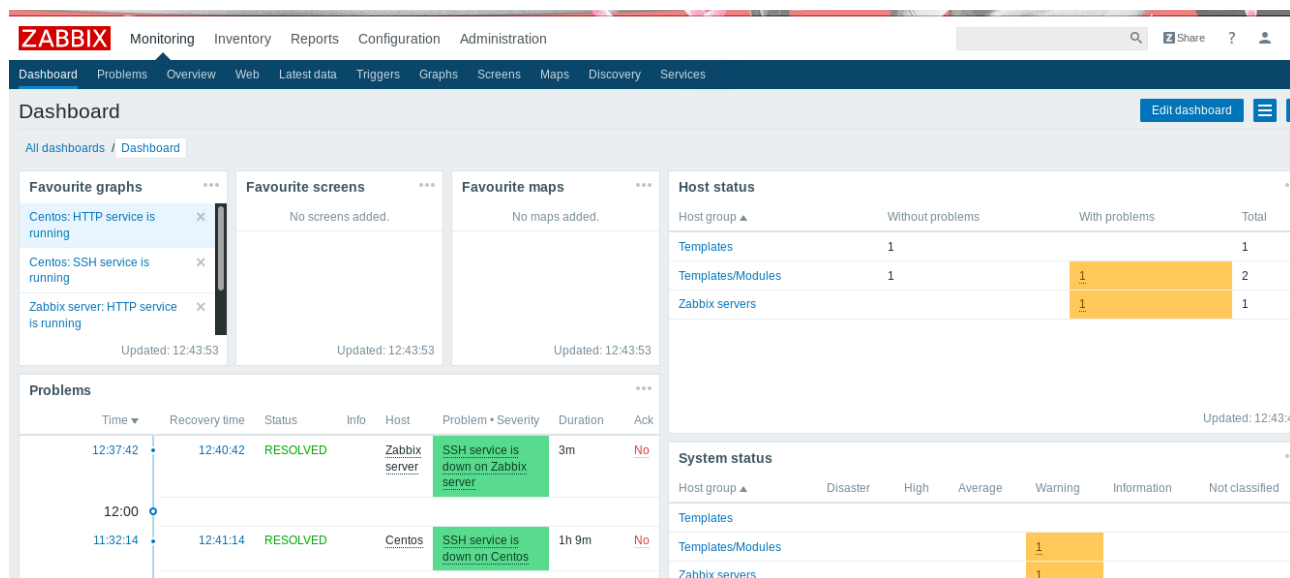 ZABBIX Monitoring Inventory Reports Configuration Administration Z Share ?
Dashboard Problems Overview Web Latest data Triggers Graphs Screens Maps Discovery Services
Dashboard Edit dashboard
All dashboards / Dashboard
Favourite graphs
Centos: HTTP service is
running
Centos: SSH service is
running
Zabbix server: HTTP service
is running
Updated: 12:43:53
Favourite screens
No screens added.
Updated: 12:43:53
Favourite maps
No maps added.
Updated: 12:43:53
Host status
Host group Without problems With problems Total
Templates 1 1
Templates/Modules 1 1 2
Zabbix servers 1 1
Problems
Time Recovery time Status Info Host Problem • Severity Duration Ack
12:37:42 12:40:42 RESOLVED Zabbix SSH service is 3m No
server down on Zabbix
server
12:00
11:32:14 12:41:14 RESOLVED Centos SSH service is 1h 9m No
down on Centos
System status
Host group Disaster High Average Warning Information Not classified
Templates
Templates/Modules 1
Zabbix servers 1